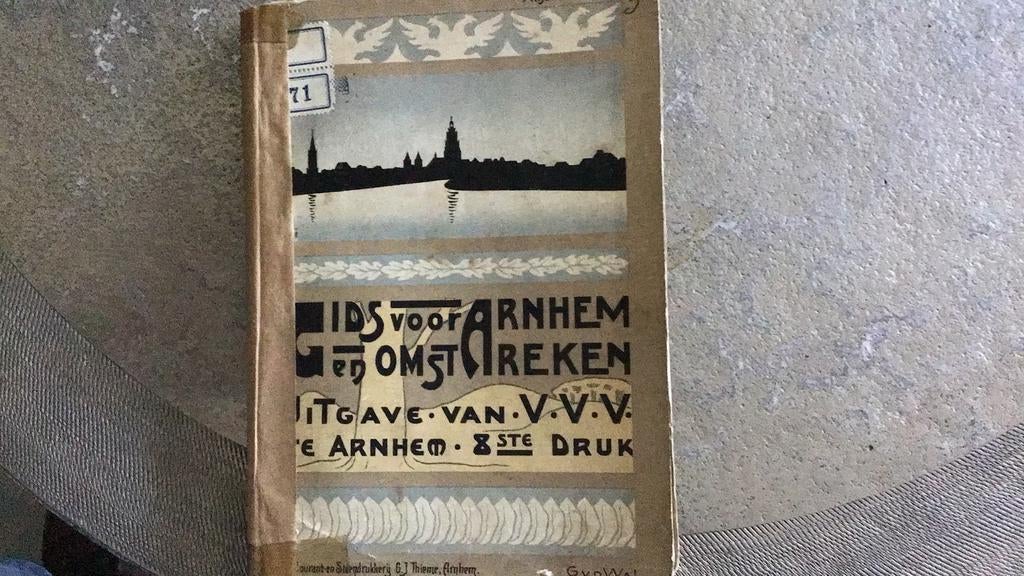 71
GIDS voor ARNHEM
en OMSTREKEN
UITGAVE · VAN · V.V.V.
TE ARNHEM · 8STE DRUK
Courant-en Steendrukkerij G.J Thieme, Arnhem.